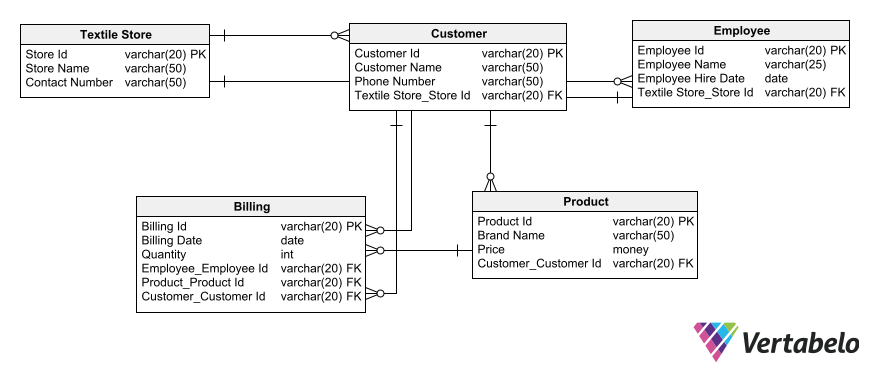 Textile Store
Store Id varchar(20) PK
Store Name varchar(50)
Contact Number varchar(50)
Customer
Customer Id varchar(20) PK
Customer Name varchar(50)
Phone Number varchar(50)
Textile Store_Store Id varchar(20) FK
Employee
Employee Id varchar(20) PK
Employee Name varchar(25)
Employee Hire Date date
Textile Store_Store Id varchar(20) FK
Billing
Billing Id varchar(20) PK
Billing Date date
Quantity int
Employee_Employee Id varchar(20) FK
Product_Product Id varchar(20) FK
Customer_Customer Id varchar(20) FK
Product
Product Id varchar(20) PK
Brand Name varchar(50)
Price money
Customer_Customer Id varchar(20) FK
Vertabelo